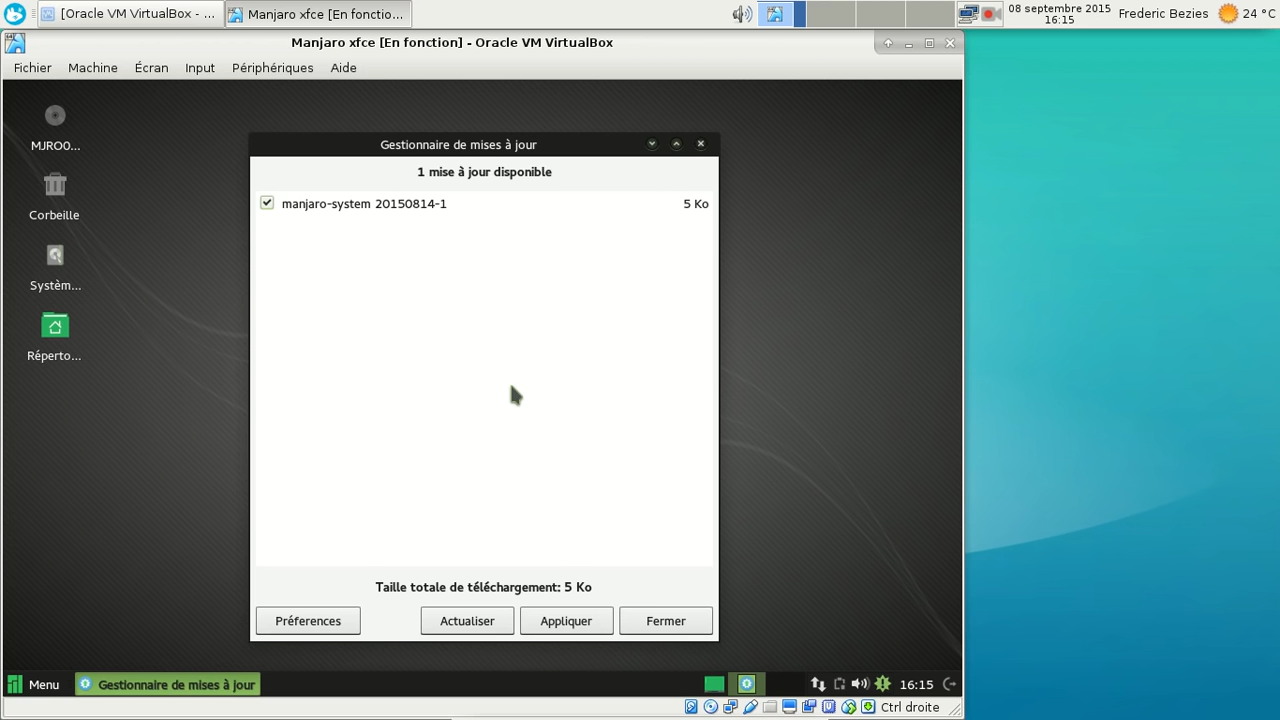 [Oracle VM VirtualBox - ...
Manjaro xfce [En fonctio...
08 septembre 2015
16:15
Frederic Bezies
24 °C
Manjaro xfce [En fonction] - Oracle VM VirtualBox
Fichier Machine Écran Input Périphériques Aide
MJRO0...
Corbeille
Systèm...
Réperto...
Gestionnaire de mises à jour
1 mise à jour disponible
manjaro-system 20150814-1 5 Ko
Taille totale de téléchargement: 5 Ko
Préferences Actualiser Appliquer Fermer
Menu Gestionnaire de mises à jour 16:15
Ctrl droite